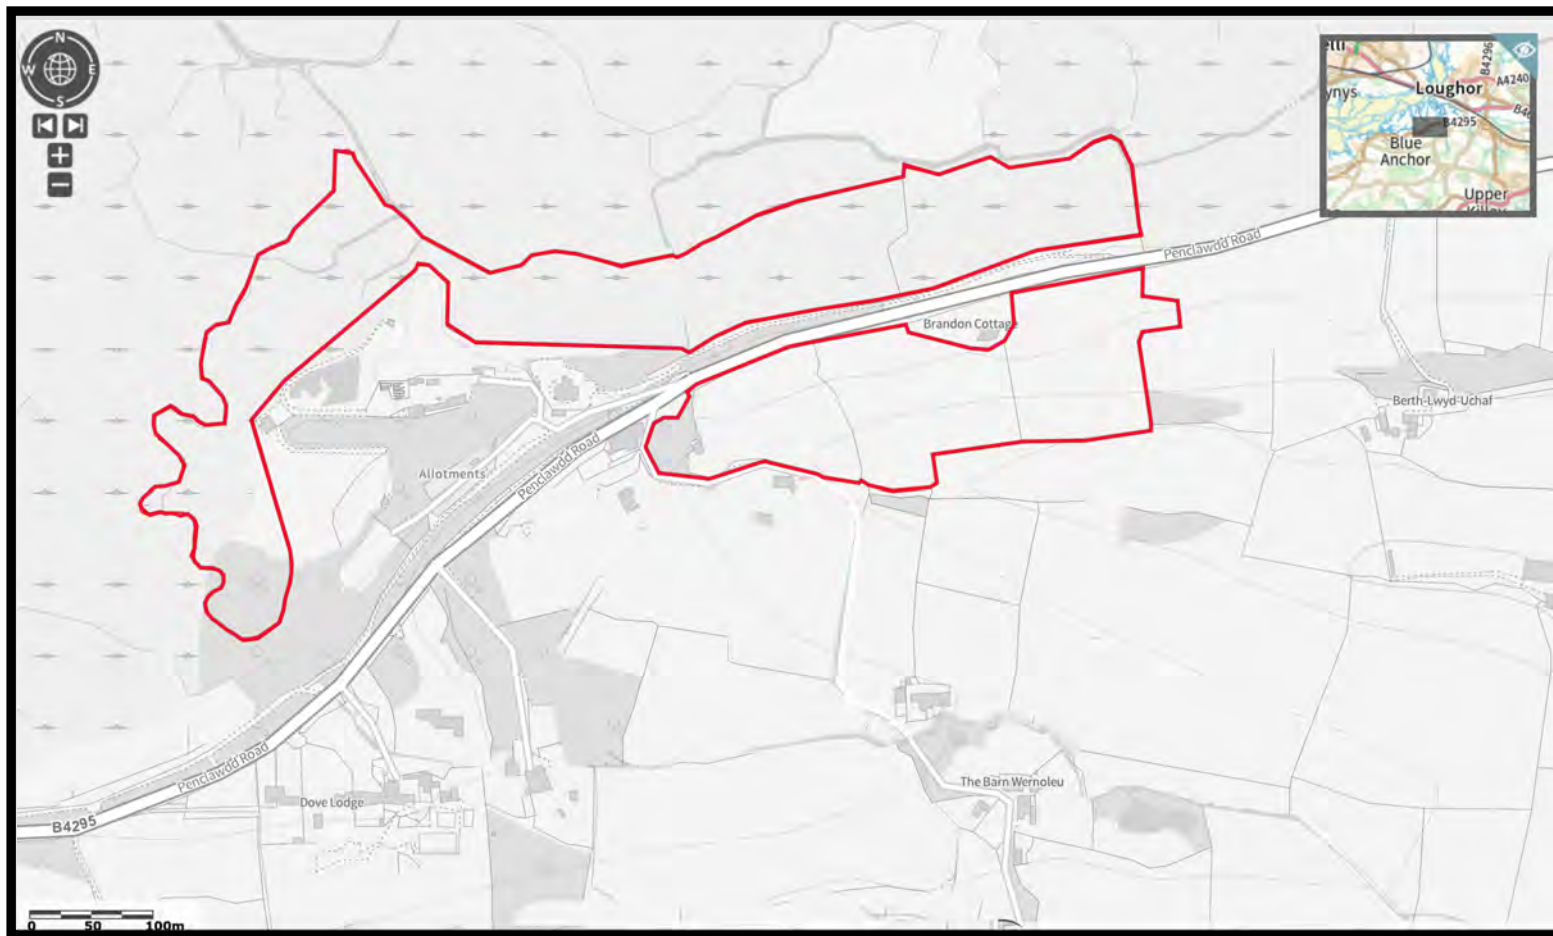 N
W
E
S
elli
ynys
Loughor
B4296
A4240
B4295
Blue
Anchor
Upper
Penclawdd Road
Brandon Cottage
Berth-Lwyd-Uchaf
Allotments
Penclawdd Road
The Barn Wernoleu
Penclawdd Road
Dove Lodge
B4295
0 50 100m